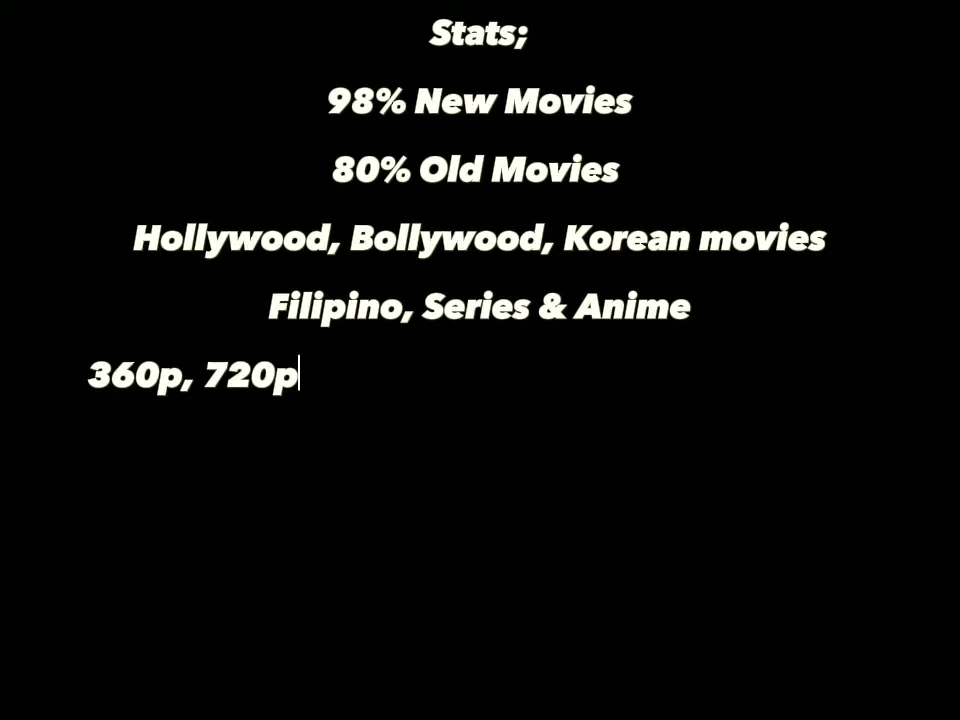 Stats;
98% New Movies
80% Old Movies
Hollywood, Bollywood, Korean movies
Filipino, Series & Anime
360p, 720p